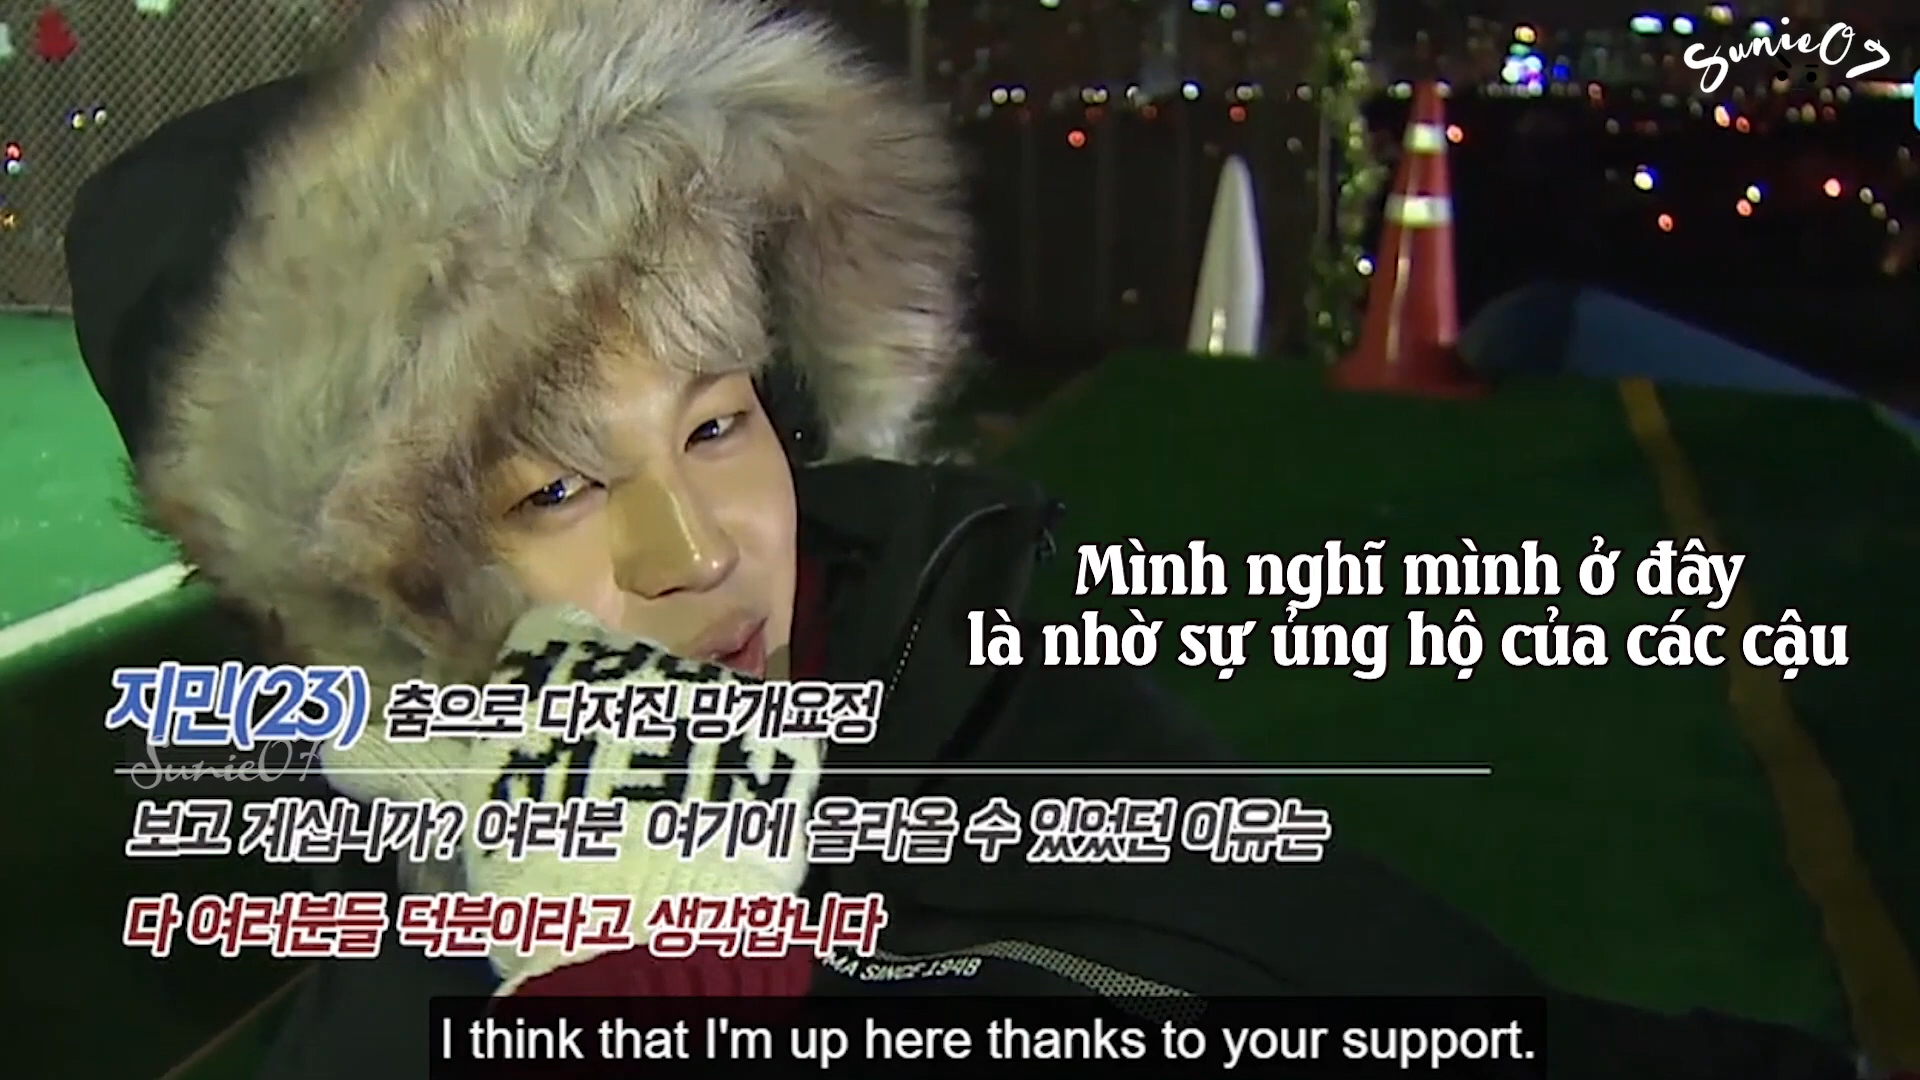 Sunie07
Mình nghĩ mình ở đây
là nhờ sự ủng hộ của các cậu
지민(23) 춤으로 다져진 망개요정
Sunie07
보고 계십니까? 여러분 여기에 올라올 수 있었던 이유는
다 여러분들 덕분이라고 생각합니다
MA SINCE 1948
I think that I'm up here thanks to your support.